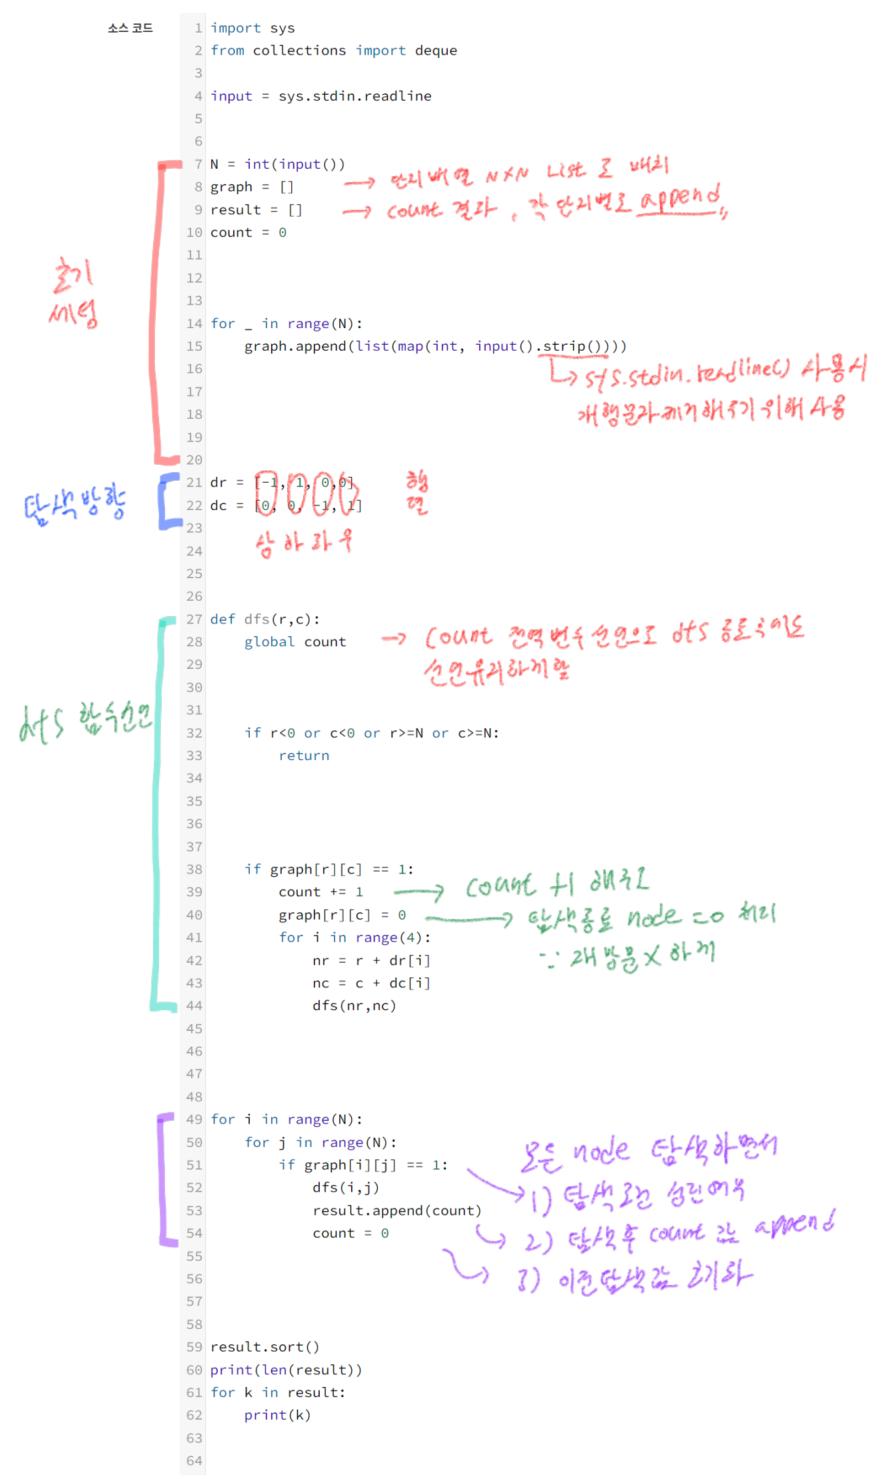 소스 코드
1 import sys
2 from collections import deque
3
4 input = sys.stdin.readline
5
6
7 N = int(input())
8 graph = [] → 단지배열 N×N List로 배치
9 result = [] → count 결과, 각 단지별로 append
10 count = 0
11
12
초기
세팅
13
14 for _ in range(N):
15 graph.append(list(map(int, input().strip())))
16 → sys.stdin.readline() 사용시
17
18 개행문자제거해주기위해 사용
19
20
21 dr = [-1, 1, 0,0] 행
22 dc = [0, 0, -1, 1] 열
탐색방향
23
24 상 하 좌 우
25
26
27 def dfs(r,c):
28 global count → count 전역변수 선언으로 dfs 종료후에도
29 선언유지하게함
30
31
dfs 함수선언
32 if r<0 or c<0 or r>=N or c>=N:
33 return
34
35
36
37
38 if graph[r][c] == 1:
39 count += 1 → count +1 해주고
40 graph[r][c] = 0 → 탐색종료 node = 0 처리
41 for i in range(4):
42 nr = r + dr[i] ∵ 재방문 X 하게
43 nc = c + dc[i]
44 dfs(nr,nc)
45
46
47
48
49 for i in range(N):
50 for j in range(N): 모든 node 탐색하면서
51 if graph[i][j] == 1:
52 dfs(i,j) → 1) 탐색
53 result.append(count)
54 count = 0 → 2) 탐색 후 count 값 append
55
56 → 3) 이전탐색값 초기화
57
58
59 result.sort()
60 print(len(result))
61 for k in result:
62 print(k)
63
64